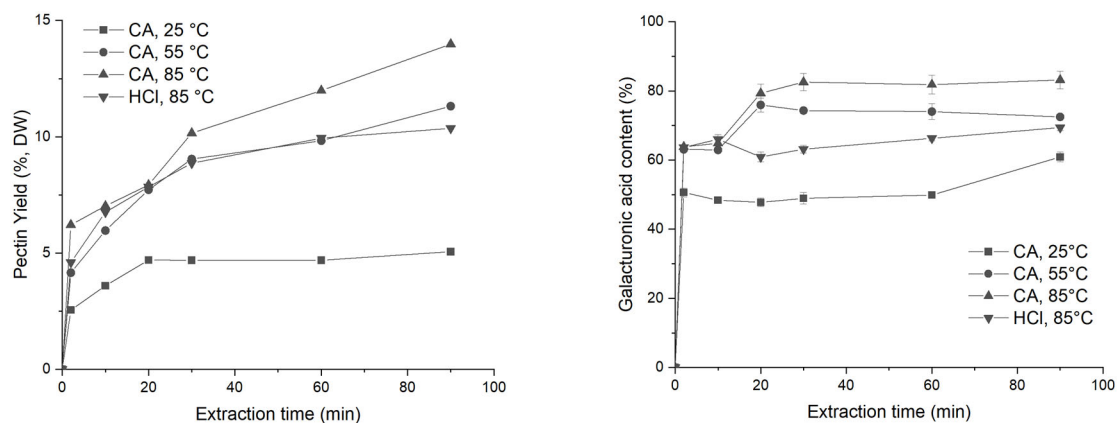 15
10
5
0
Pectin Yield (%, DW)
CA, 25 °C
CA, 55 °C
CA, 85 °C
HCl, 85 °C
0 20 40 60 80 100
Extraction time (min)
100
80
60
40
20
0
Galacturonic acid content (%)
CA, 25°C
CA, 55°C
CA, 85°C
HCl, 85°C
0 20 40 60 80 100
Extraction time (min)